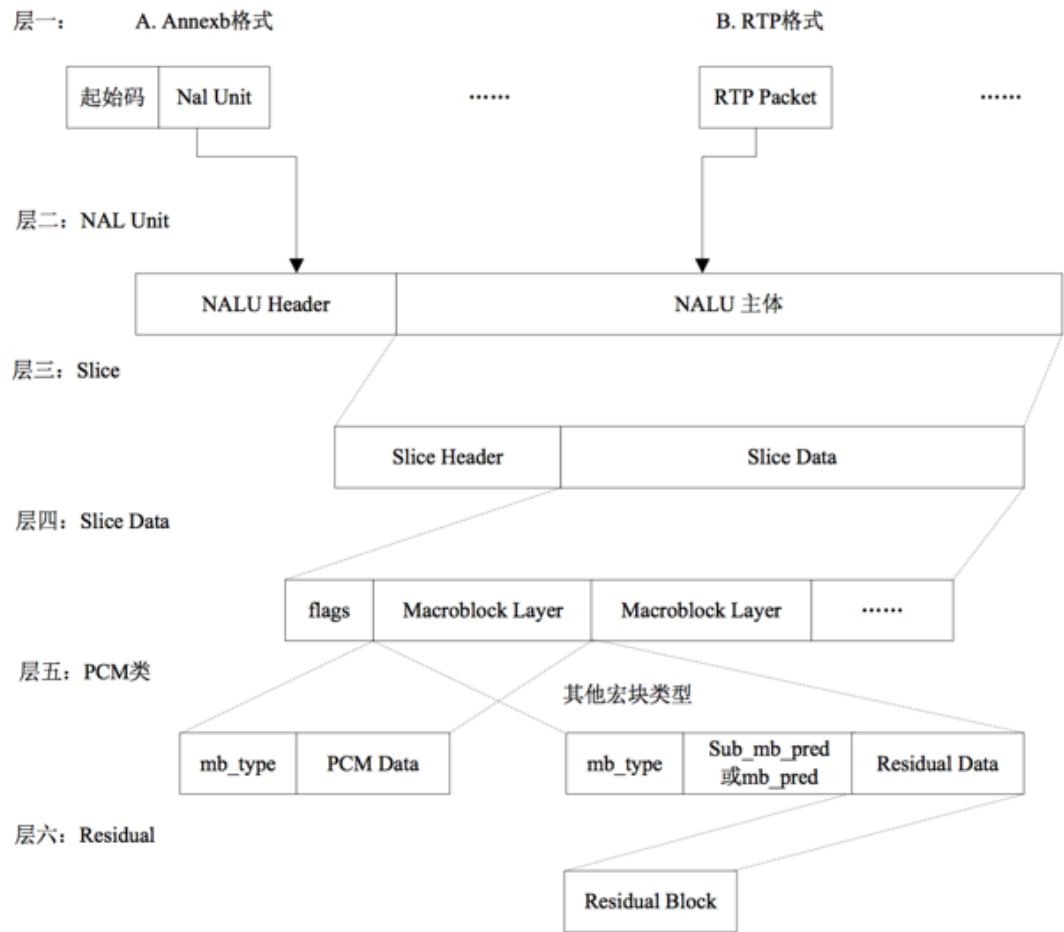 层一： A. Annexb格式 B. RTP格式
起始码 Nal Unit …… RTP Packet ……
层二：NAL Unit
NALU Header NALU 主体
层三：Slice
Slice Header Slice Data
层四：Slice Data
flags Macroblock Layer Macroblock Layer ……
层五：PCM类
其他宏块类型
mb_type PCM Data mb_type Sub_mb_pred
或mb_pred Residual Data
层六：Residual
Residual Block